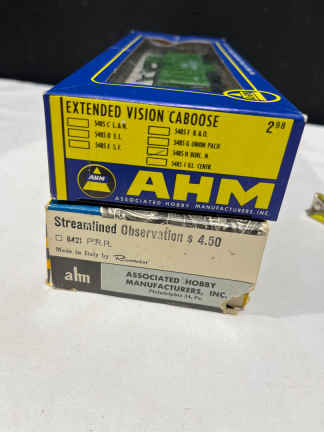 EXTENDED VISION CABOOSE
2.98
5485 C L.& N.
5485 D S.I.
5485 E S.F.
5485 F B.& O.
5485 G UNION PACIF.
5485 H BURL. N
5485 I ILL. CENTR.
AHM
AHM
ASSOCIATED HOBBY MANUFACTURERS, INC.
Streamlined Observation $ 4.50
6421 P.R.R.
Made in Italy by Rivarossi
ahm
ASSOCIATED HOBBY
MANUFACTURERS, INC.
Philadelphia 34, Pa.